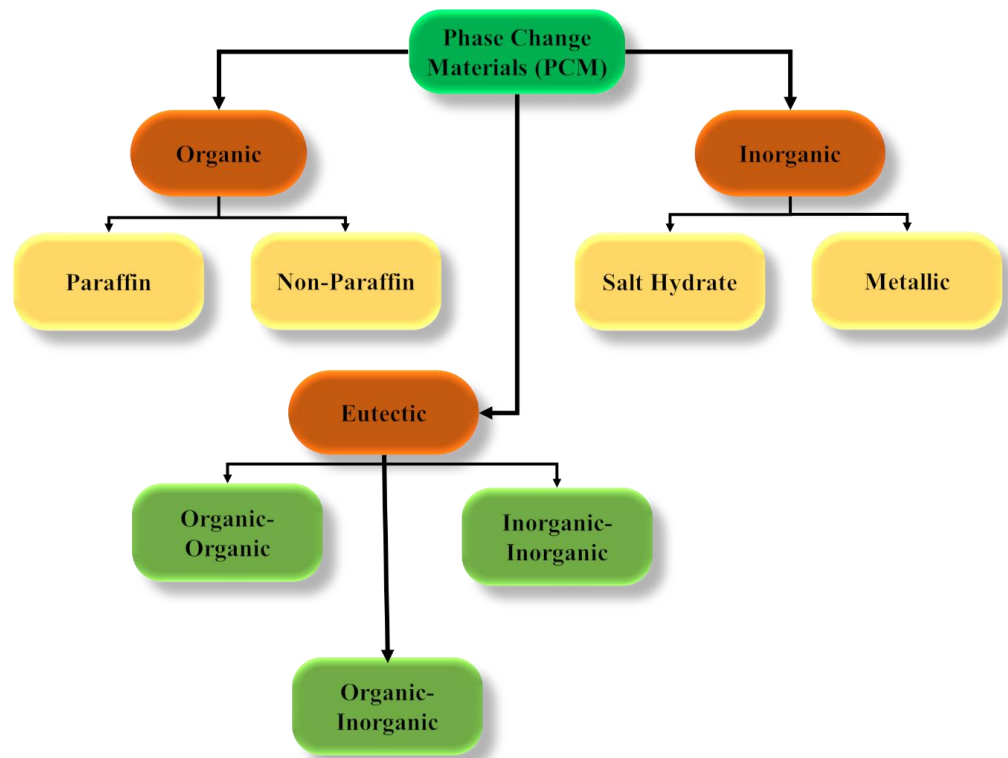 Phase Change
Materials (PCM)
Organic
Inorganic
Paraffin
Non-Paraffin
Salt Hydrate
Metallic
Eutectic
Organic-
Organic
Inorganic-
Inorganic
Organic-
Inorganic